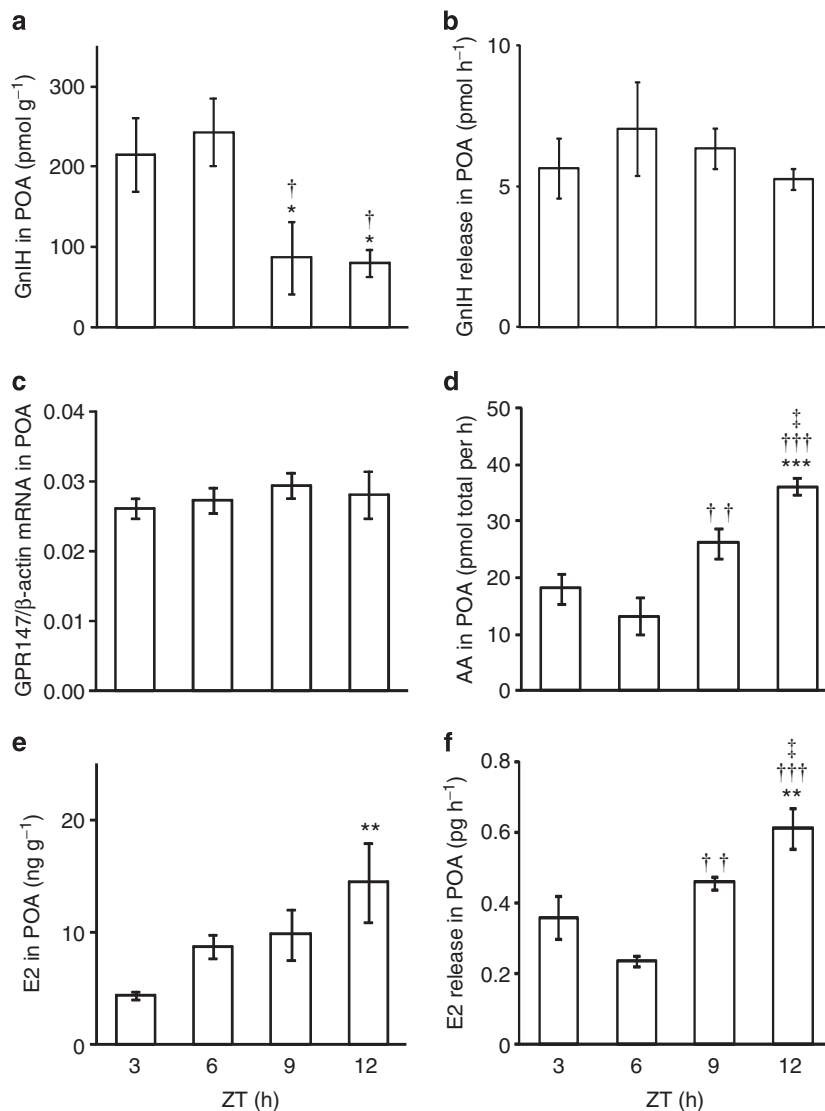 a
GnIH in POA (pmol g⁻¹)
300
200
100
0
†
*
†
*
b
GnIH release in POA (pmol h⁻¹)
10
5
0
c
GPR147/β-actin mRNA in POA
0.04
0.03
0.02
0.01
0.00
d
AA in POA (pmol total per h)
50
40
30
20
10
0
† †
‡
†††
***
e
E2 in POA (ng g⁻¹)
20
10
0
**
3 6 9 12
ZT (h)
f
E2 release in POA (pg h⁻¹)
0.8
0.6
0.4
0.2
0
† †
‡
†††
**
3 6 9 12
ZT (h)